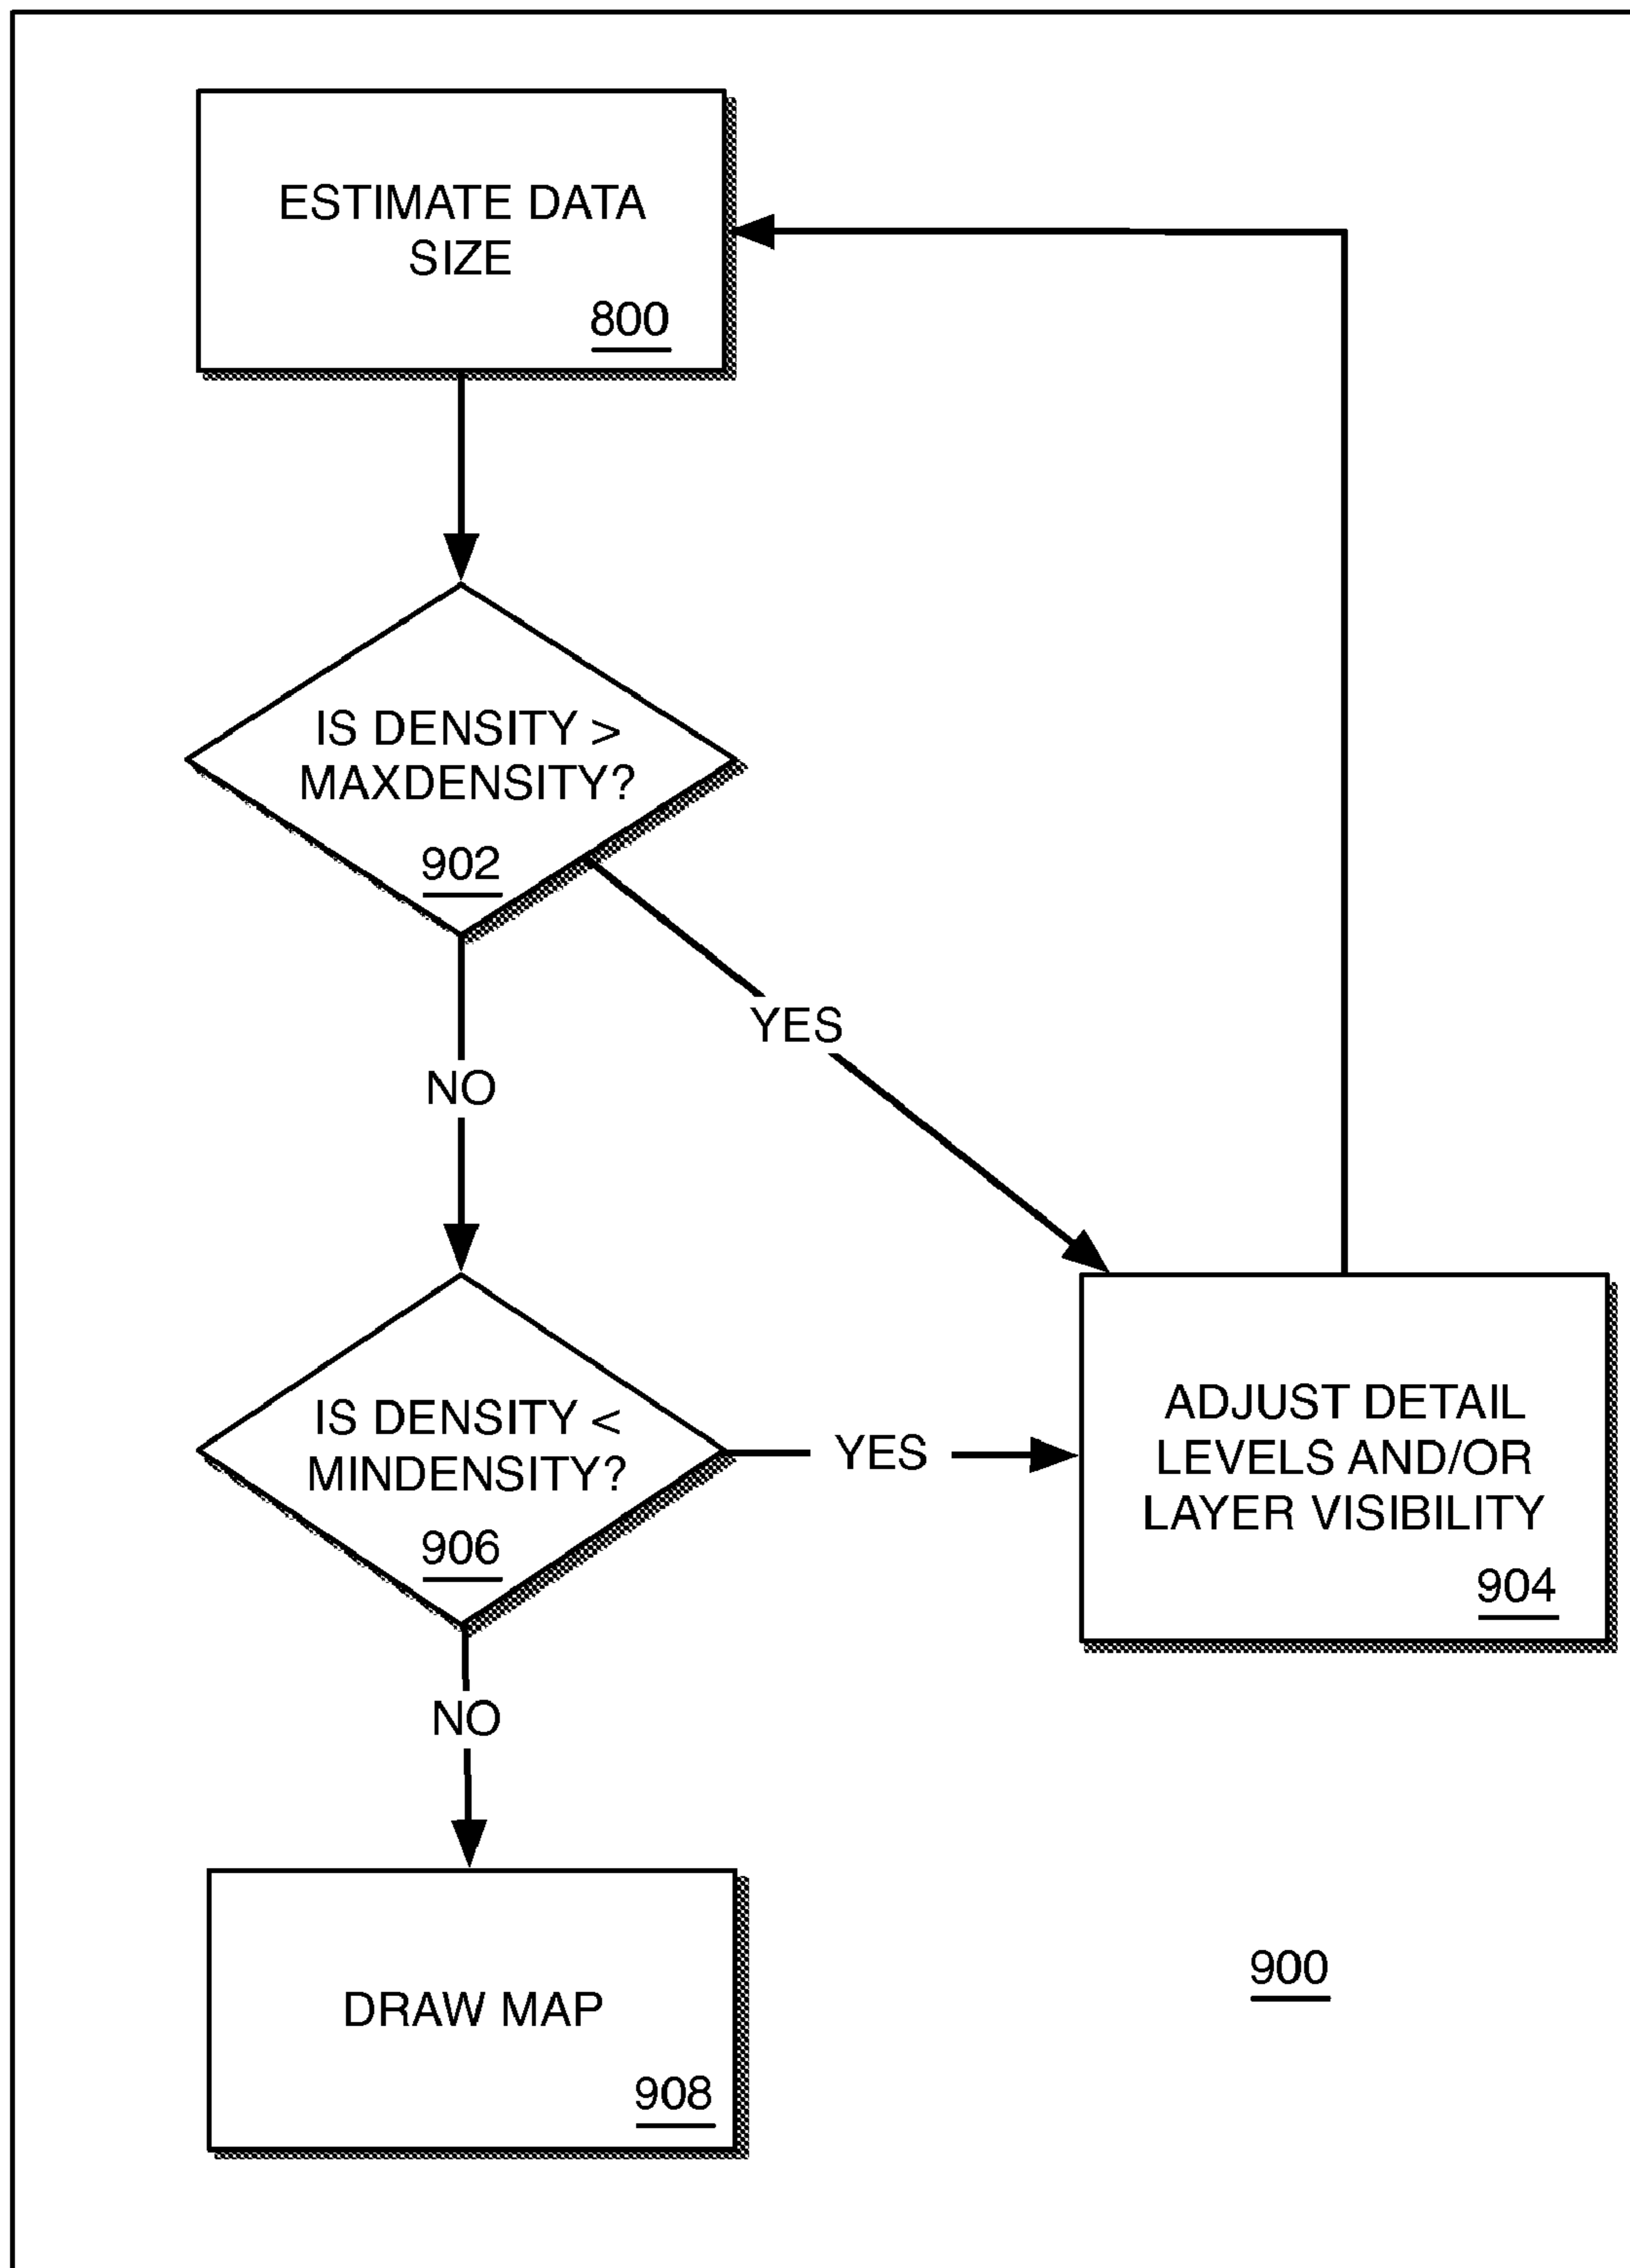 ESTIMATE DATA
SIZE
800
IS DENSITY >
MAXDENSITY?
902
YES
NO
IS DENSITY <
MINDENSITY?
906
YES
ADJUST DETAIL
LEVELS AND/OR
LAYER VISIBILITY
904
NO
DRAW MAP
908
900